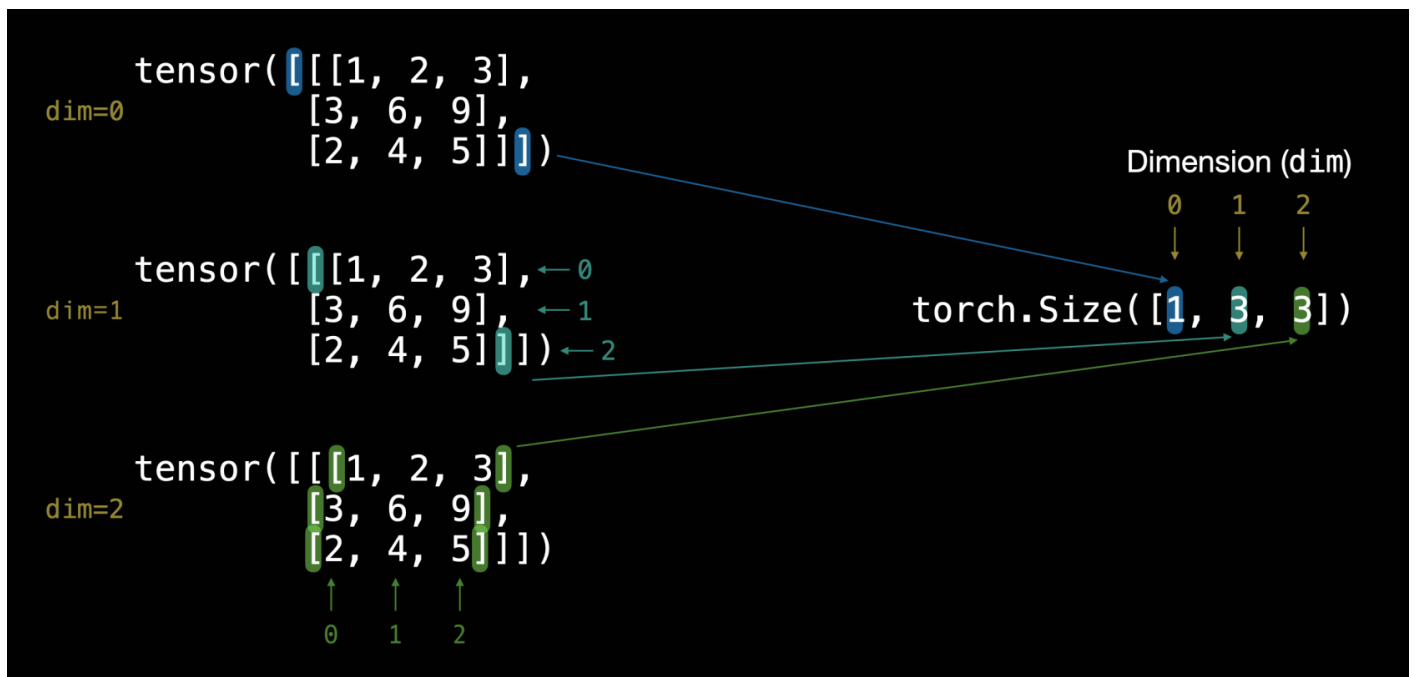 tensor([[[1, 2, 3],
dim=0
[3, 6, 9],
[2, 4, 5]]])
Dimension (dim)
0 1 2
tensor([[[1, 2, 3], 0
dim=1
[3, 6, 9], 1
[2, 4, 5]]]) 2
torch.Size([1, 3, 3])
tensor([[[1, 2, 3],
dim=2
[3, 6, 9],
[2, 4, 5]]])
0 1 2